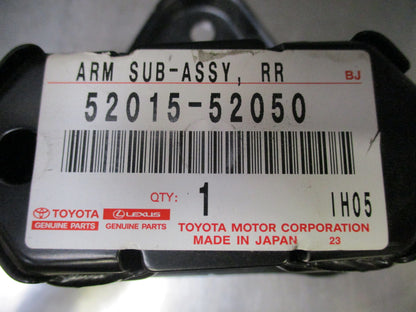 ARM SUB-ASSY, RR BJ
52015-52050
QTY: 1 IH05
TOYOTA LEXUS TOYOTA MOTOR CORPORATION
GENUINE PARTS GENUINE PARTS MADE IN JAPAN 23